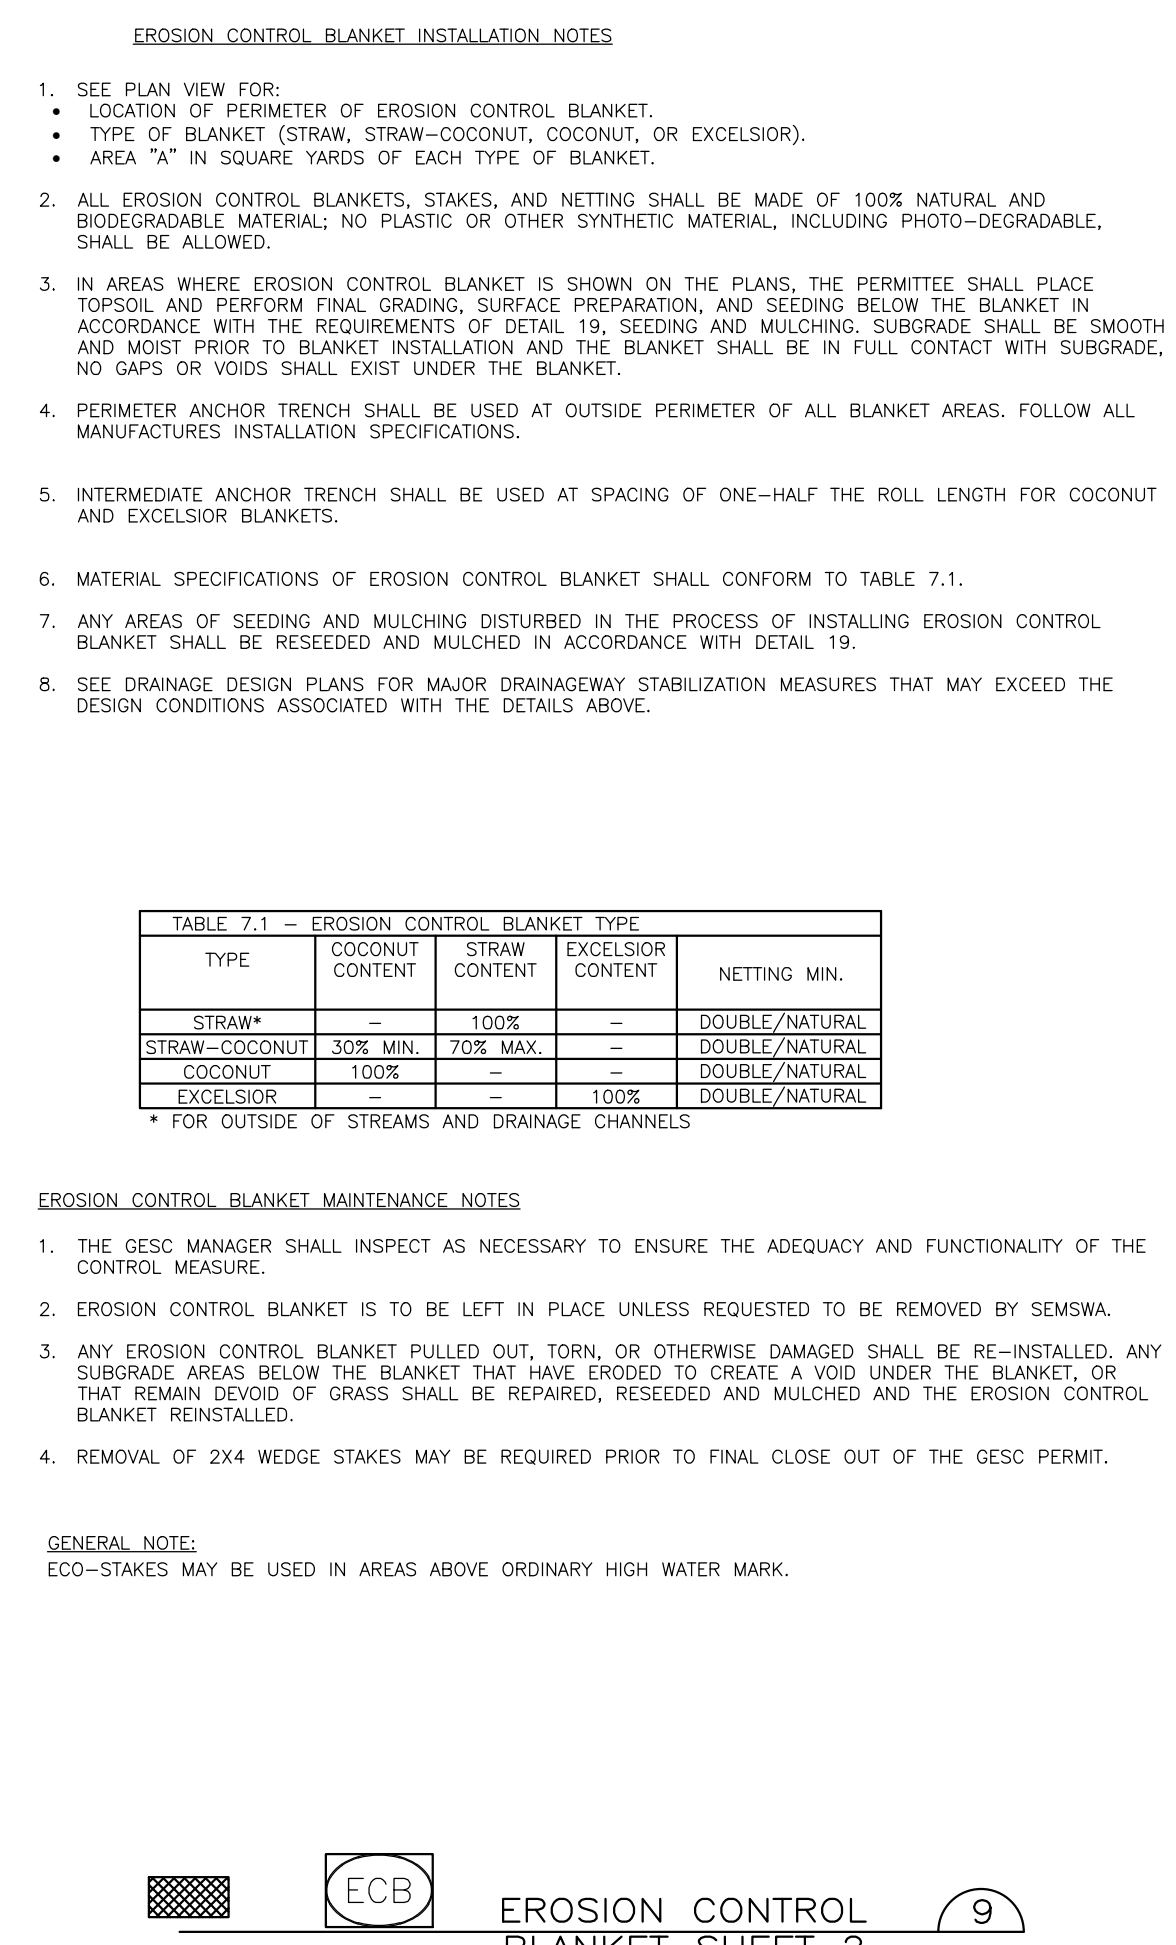 EROSION CONTROL BLANKET INSTALLATION NOTES
1. SEE PLAN VIEW FOR:
• LOCATION OF PERIMETER OF EROSION CONTROL BLANKET.
• TYPE OF BLANKET (STRAW, STRAW-COCONUT, COCONUT, OR EXCELSIOR).
• AREA "A" IN SQUARE YARDS OF EACH TYPE OF BLANKET.
2. ALL EROSION CONTROL BLANKETS, STAKES, AND NETTING SHALL BE MADE OF 100% NATURAL AND
BIODEGRADABLE MATERIAL; NO PLASTIC OR OTHER SYNTHETIC MATERIAL, INCLUDING PHOTO-DEGRADABLE,
SHALL BE ALLOWED.
3. IN AREAS WHERE EROSION CONTROL BLANKET IS SHOWN ON THE PLANS, THE PERMITTEE SHALL PLACE
TOPSOIL AND PERFORM FINAL GRADING, SURFACE PREPARATION, AND SEEDING BELOW THE BLANKET IN
ACCORDANCE WITH THE REQUIREMENTS OF DETAIL 19, SEEDING AND MULCHING. SUBGRADE SHALL BE SMOOTH
AND MOIST PRIOR TO BLANKET INSTALLATION AND THE BLANKET SHALL BE IN FULL CONTACT WITH SUBGRADE,
NO GAPS OR VOIDS SHALL EXIST UNDER THE BLANKET.
4. PERIMETER ANCHOR TRENCH SHALL BE USED AT OUTSIDE PERIMETER OF ALL BLANKET AREAS. FOLLOW ALL
MANUFACTURES INSTALLATION SPECIFICATIONS.
5. INTERMEDIATE ANCHOR TRENCH SHALL BE USED AT SPACING OF ONE-HALF THE ROLL LENGTH FOR COCONUT
AND EXCELSIOR BLANKETS.
6. MATERIAL SPECIFICATIONS OF EROSION CONTROL BLANKET SHALL CONFORM TO TABLE 7.1.
7. ANY AREAS OF SEEDING AND MULCHING DISTURBED IN THE PROCESS OF INSTALLING EROSION CONTROL
BLANKET SHALL BE RESEEDED AND MULCHED IN ACCORDANCE WITH DETAIL 19.
8. SEE DRAINAGE DESIGN PLANS FOR MAJOR DRAINAGEWAY STABILIZATION MEASURES THAT MAY EXCEED THE
DESIGN CONDITIONS ASSOCIATED WITH THE DETAILS ABOVE.
TABLE 7.1 – EROSION CONTROL BLANKET TYPE
TYPE COCONUT CONTENT STRAW CONTENT EXCELSIOR CONTENT NETTING MIN.
STRAW* – 100% – DOUBLE/NATURAL
STRAW-COCONUT 30% MIN. 70% MAX. – DOUBLE/NATURAL
COCONUT 100% – – DOUBLE/NATURAL
EXCELSIOR – – 100% DOUBLE/NATURAL
* FOR OUTSIDE OF STREAMS AND DRAINAGE CHANNELS
EROSION CONTROL BLANKET MAINTENANCE NOTES
1. THE GESC MANAGER SHALL INSPECT AS NECESSARY TO ENSURE THE ADEQUACY AND FUNCTIONALITY OF THE
CONTROL MEASURE.
2. EROSION CONTROL BLANKET IS TO BE LEFT IN PLACE UNLESS REQUESTED TO BE REMOVED BY SEMSWA.
3. ANY EROSION CONTROL BLANKET PULLED OUT, TORN, OR OTHERWISE DAMAGED SHALL BE RE-INSTALLED. ANY
SUBGRADE AREAS BELOW THE BLANKET THAT HAVE ERODED TO CREATE A VOID UNDER THE BLANKET, OR
THAT REMAIN DEVOID OF GRASS SHALL BE REPAIRED, RESEEDED AND MULCHED AND THE EROSION CONTROL
BLANKET REINSTALLED.
4. REMOVAL OF 2X4 WEDGE STAKES MAY BE REQUIRED PRIOR TO FINAL CLOSE OUT OF THE GESC PERMIT.
GENERAL NOTE:
ECO-STAKES MAY BE USED IN AREAS ABOVE ORDINARY HIGH WATER MARK.
ECB
EROSION CONTROL
9
BLANKET SHEET